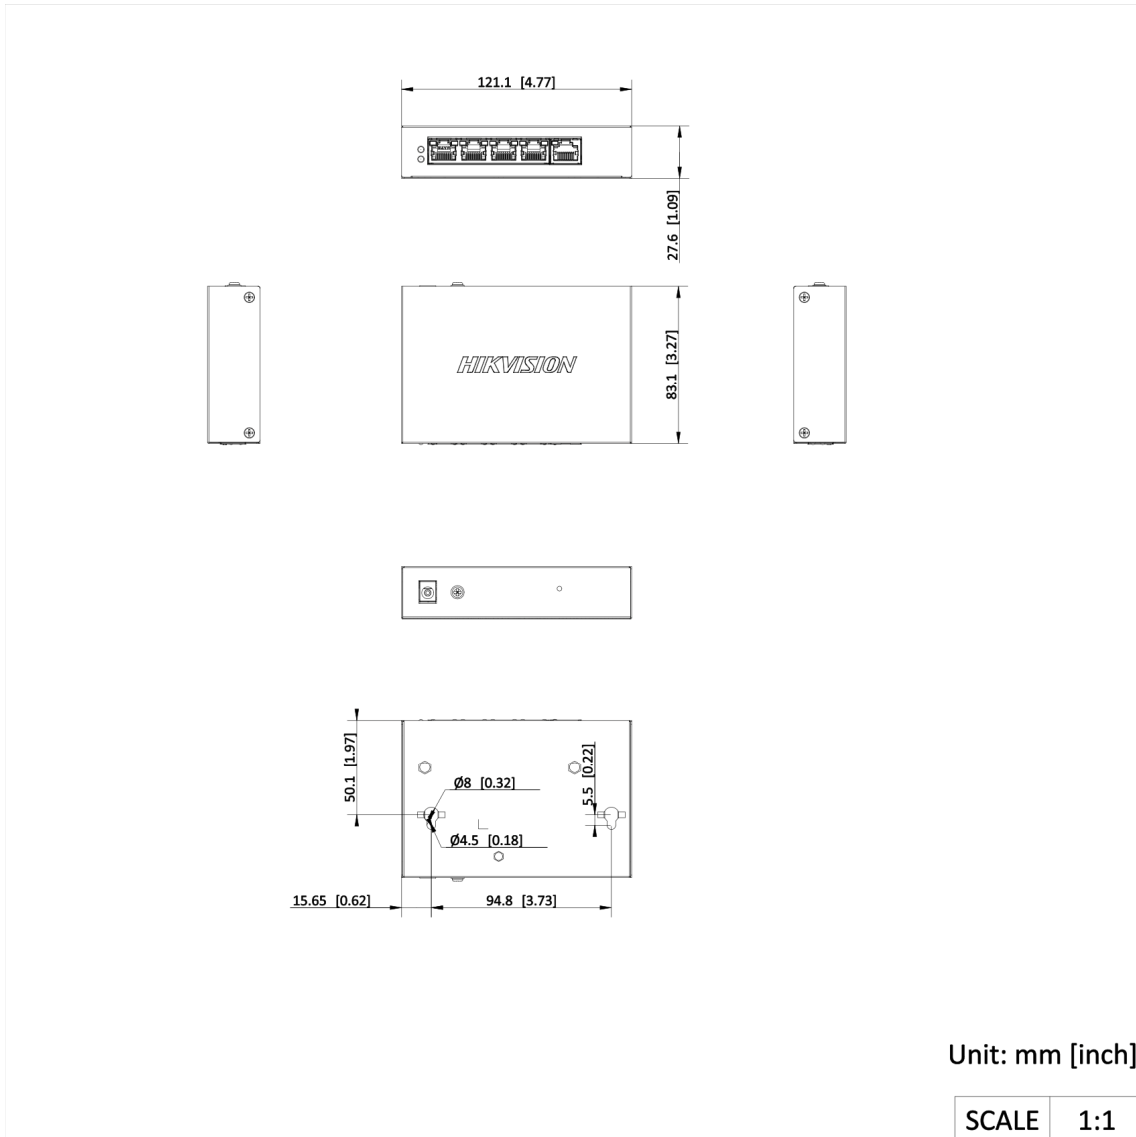 121.1 [4.77]
27.6 [1.09]
HIKVISION
83.1 [3.27]
50.1 [1.97]
5.5 [0.22]
Ø8 [0.32]
Ø4.5 [0.18]
15.65 [0.62]
94.8 [3.73]
Unit: mm [inch]
SCALE 1:1